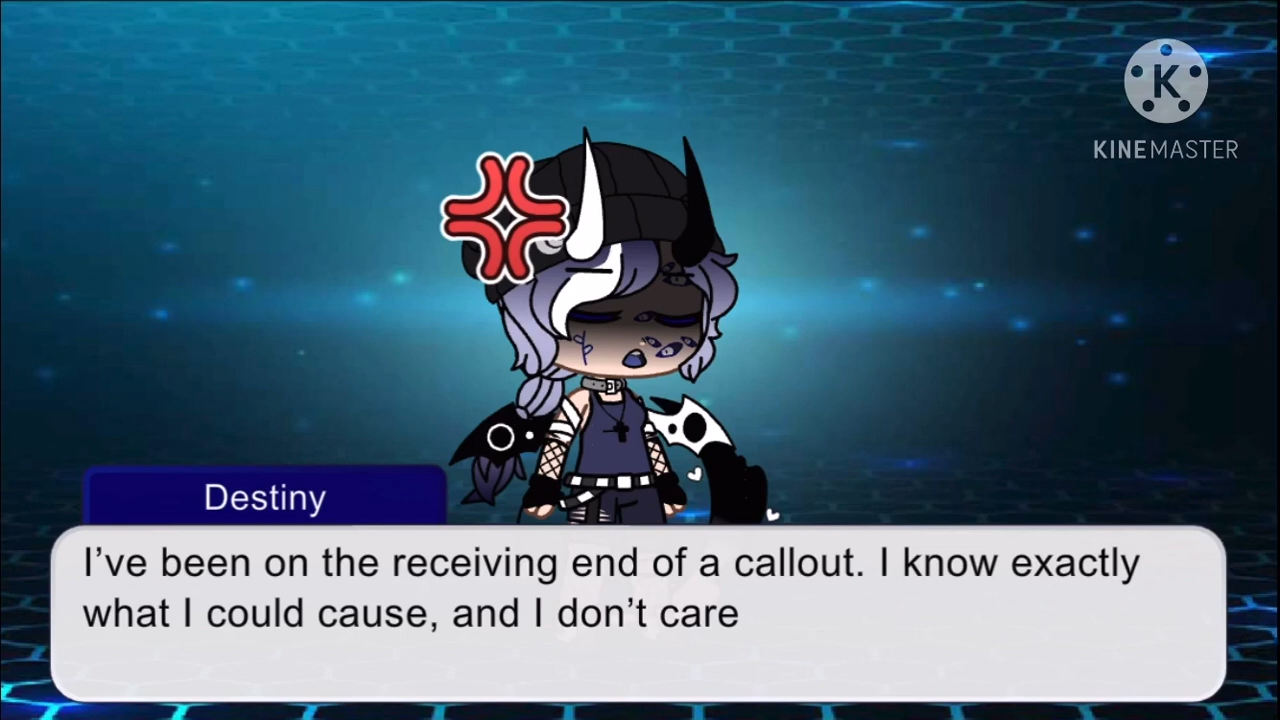 K
KINEMASTER
Destiny
I’ve been on the receiving end of a callout. I know exactly
what I could cause, and I don’t care